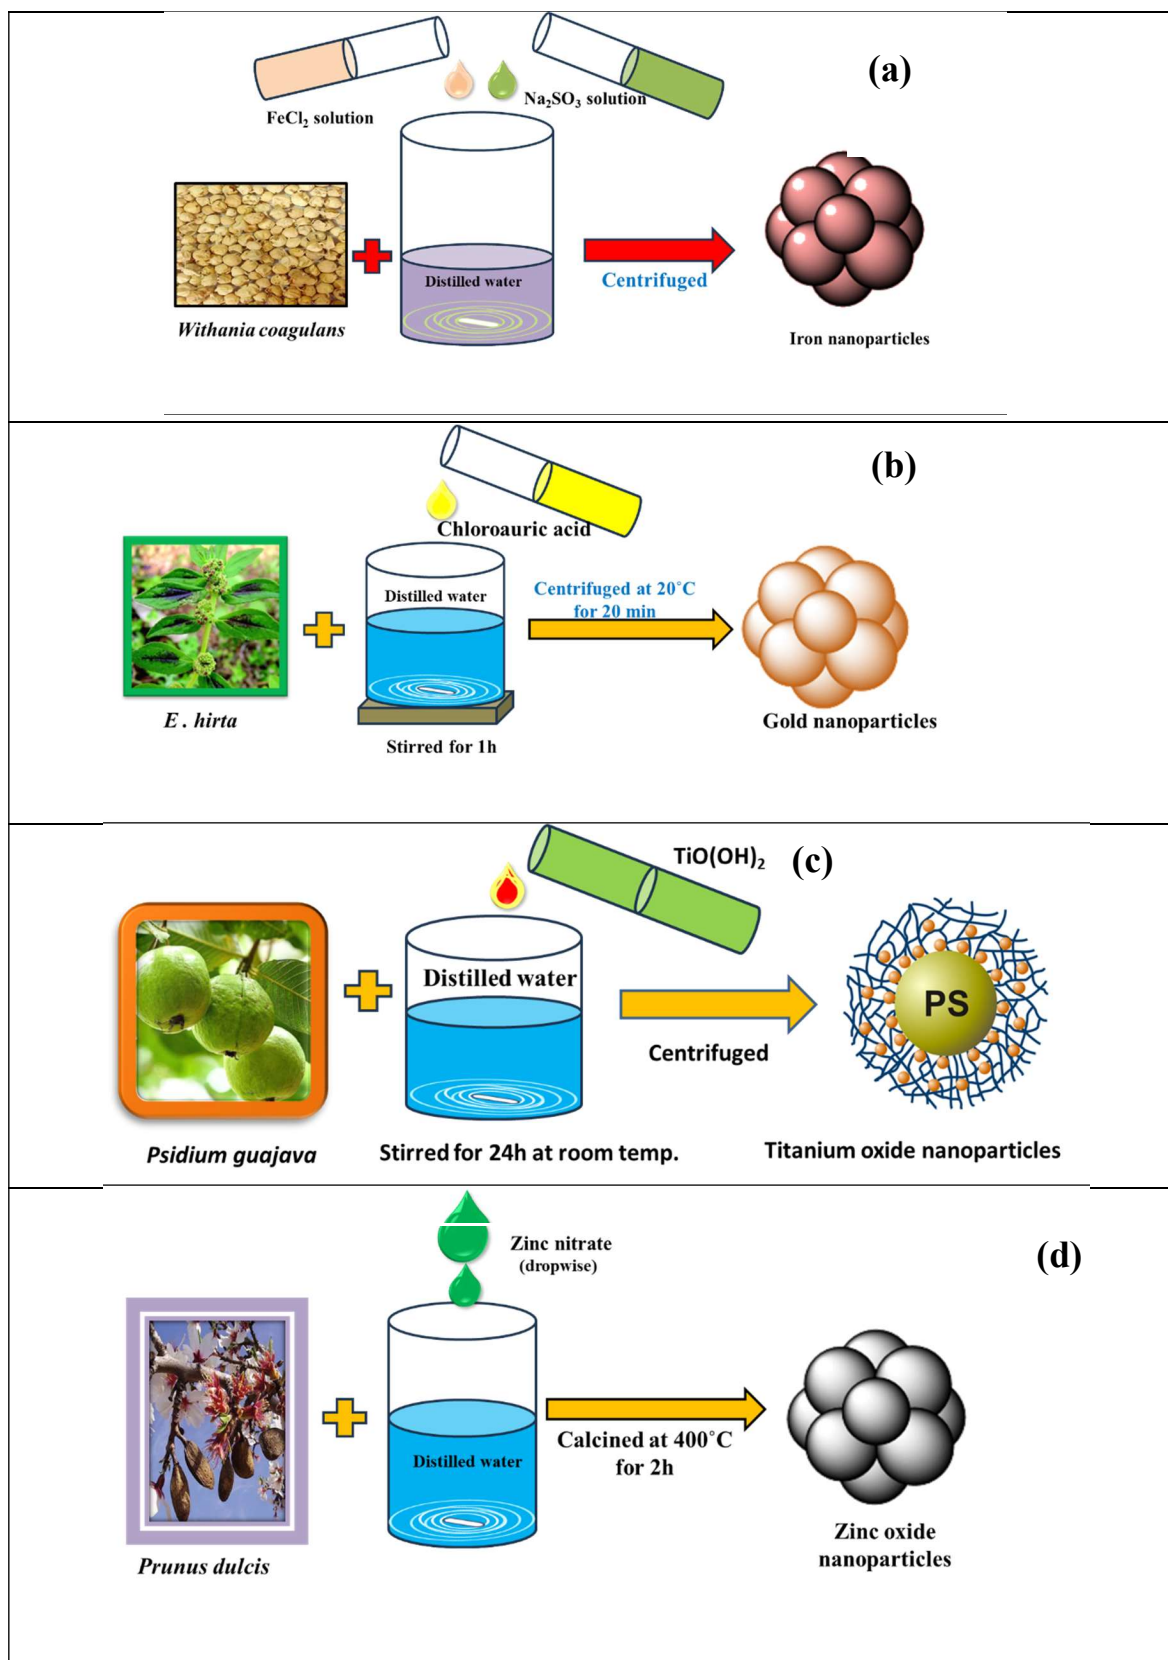 (a)
FeCl₂ solution
Na₂SO₃ solution
Distilled water
Centrifuged
Withania coagulans
Iron nanoparticles
(b)
Chloroauric acid
Distilled water
Centrifuged at 20°C
for 20 min
E . hirta
Gold nanoparticles
Stirred for 1h
TiO(OH)₂
(c)
Distilled water
PS
Centrifuged
Psidium guajava
Stirred for 24h at room temp.
Titanium oxide nanoparticles
Zinc nitrate
(dropwise)
(d)
Calcined at 400°C
for 2h
Distilled water
Zinc oxide
nanoparticles
Prunus dulcis